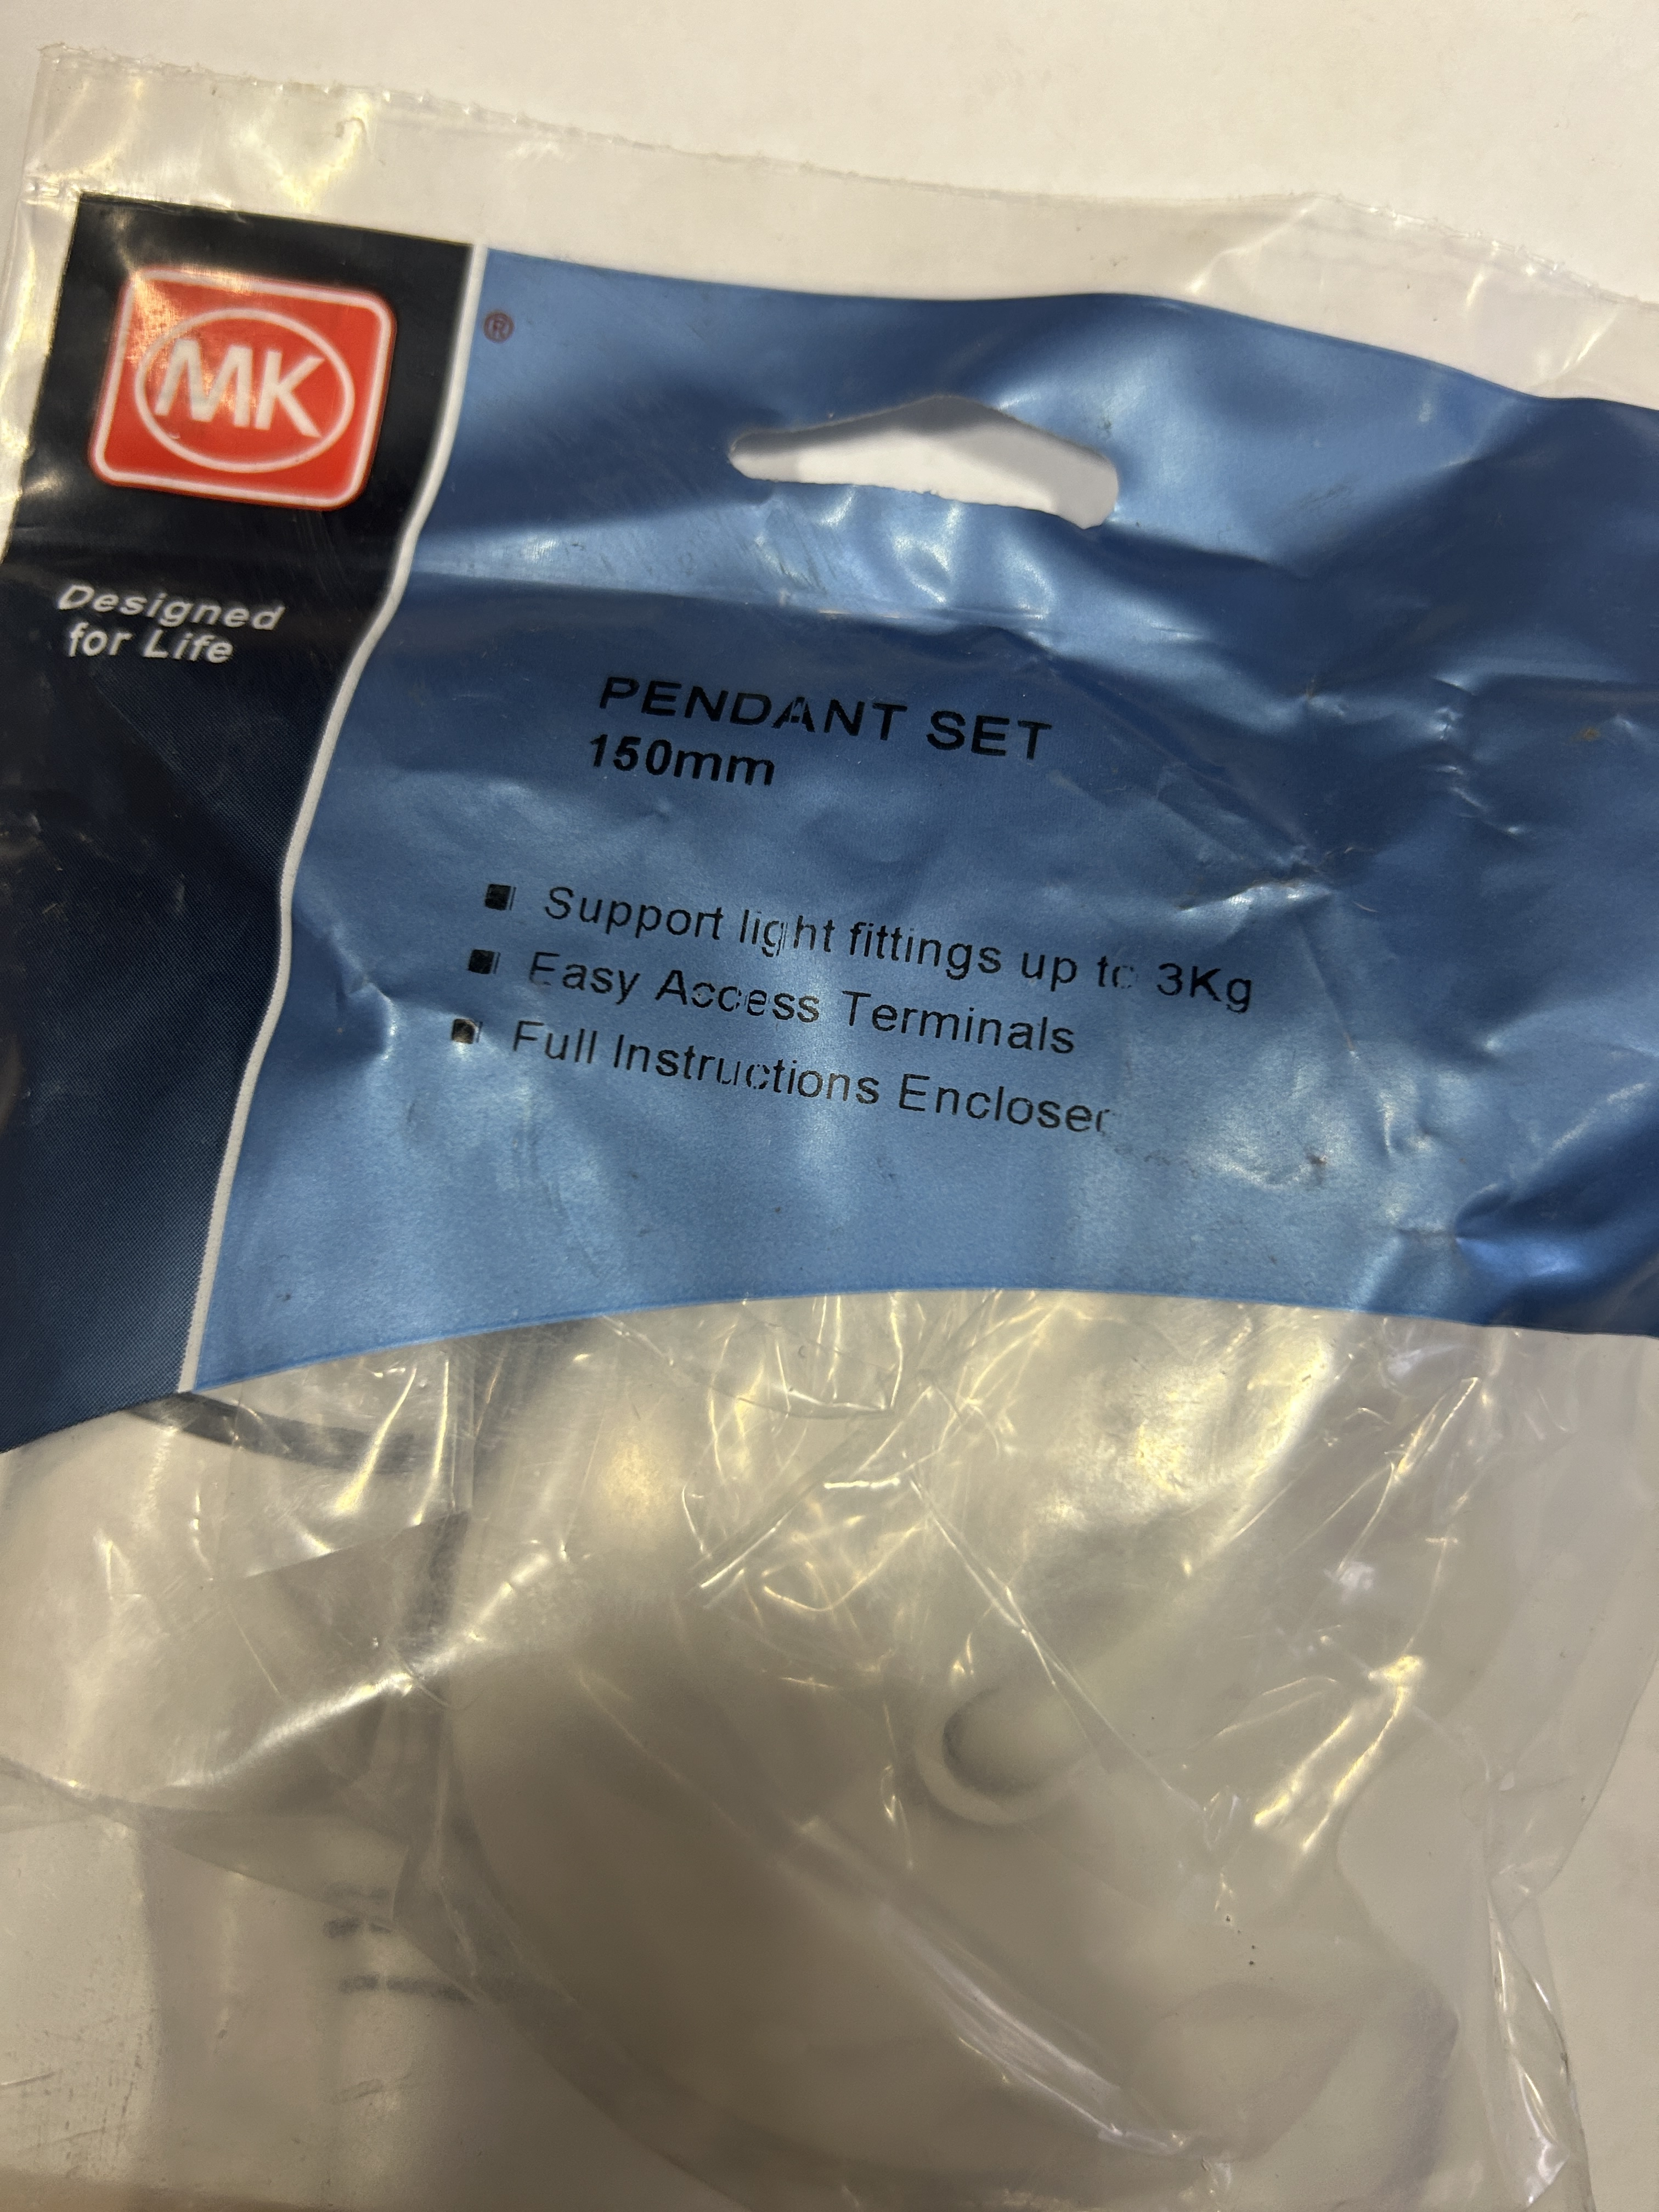 MK
®
Designed
for Life
PENDANT SET
150mm
■ Support light fittings up to 3Kg
■ Easy Access Terminals
■ Full Instructions Enclosed